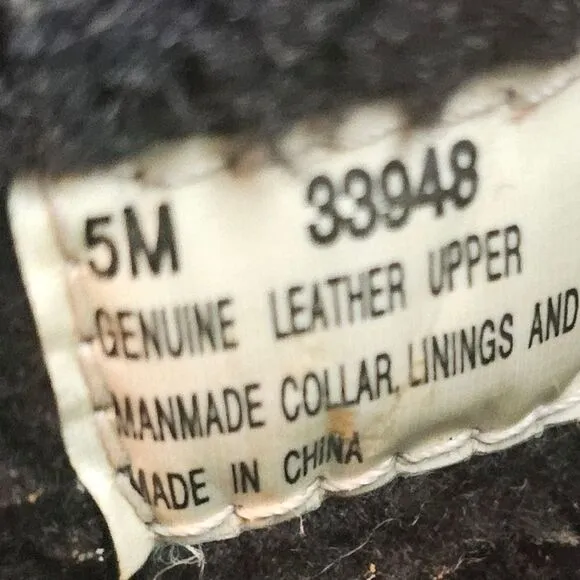 5M 33948
GENUINE LEATHER UPPER
MANMADE COLLAR, LININGS AND
MADE IN CHINA